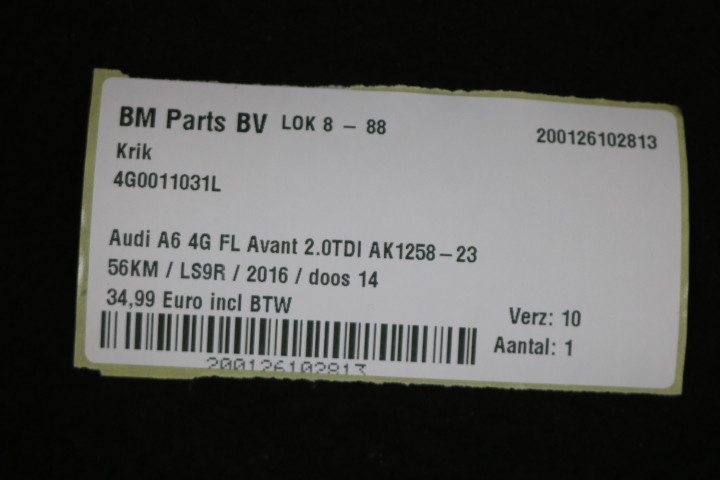 BM Parts BV LOK 8 - 88
200126102813
Krik
4G0011031L
Audi A6 4G FL Avant 2.0TDI AK1258-23
56KM / LS9R / 2016 / doos 14
34,99 Euro incl BTW
Verz: 10
Aantal: 1
200126102813